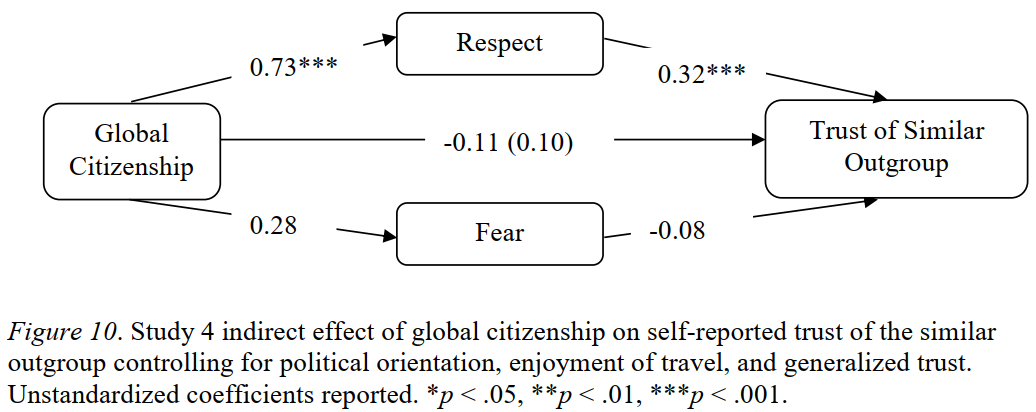 Respect
0.73***
0.32***
Global
Citizenship
-0.11 (0.10)
Trust of Similar
Outgroup
0.28
Fear
-0.08
Figure 10. Study 4 indirect effect of global citizenship on self-reported trust of the similar
outgroup controlling for political orientation, enjoyment of travel, and generalized trust.
Unstandardized coefficients reported. *p < .05, **p < .01, ***p < .001.